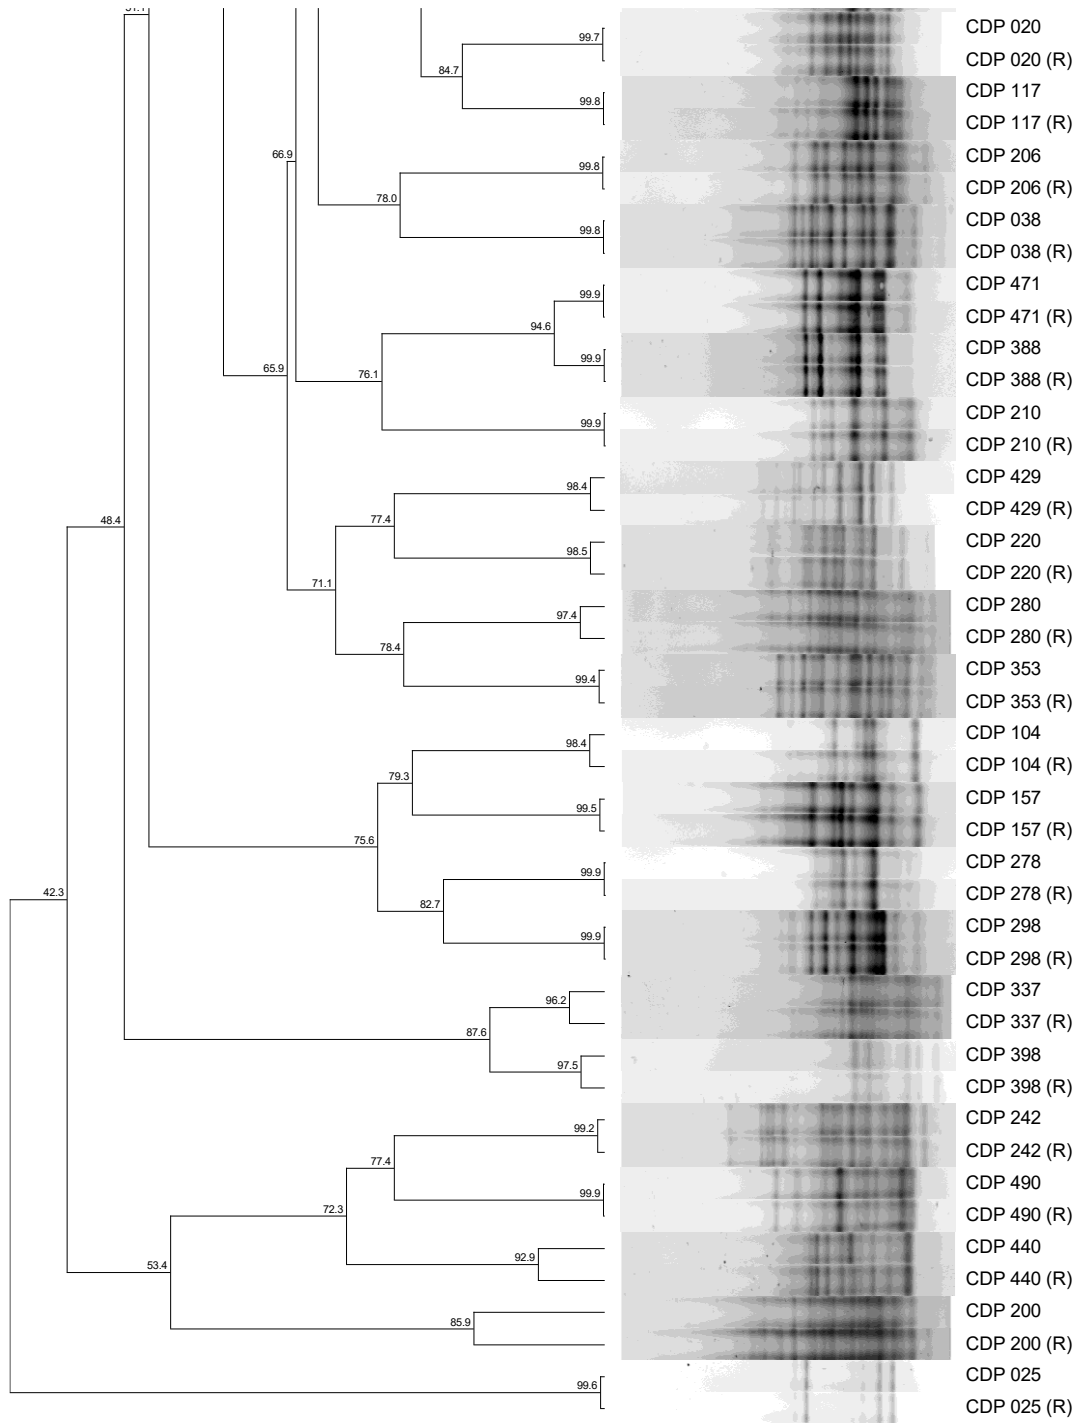 CDP 020
99.7
CDP 020 (R)
84.7
CDP 117
99.8
CDP 117 (R)
66.9
CDP 206
99.8
CDP 206 (R)
78.0
CDP 038
99.8
CDP 038 (R)
CDP 471
99.9
CDP 471 (R)
94.6
CDP 388
99.9
CDP 388 (R)
65.9
76.1
CDP 210
99.9
CDP 210 (R)
CDP 429
98.4
CDP 429 (R)
48.4
77.4
CDP 220
98.5
CDP 220 (R)
71.1
CDP 280
97.4
CDP 280 (R)
78.4
CDP 353
99.4
CDP 353 (R)
CDP 104
98.4
CDP 104 (R)
79.3
CDP 157
99.5
CDP 157 (R)
75.6
CDP 278
99.9
CDP 278 (R)
42.3
82.7
CDP 298
99.9
CDP 298 (R)
CDP 337
96.2
CDP 337 (R)
87.6
CDP 398
97.5
CDP 398 (R)
CDP 242
99.2
CDP 242 (R)
77.4
CDP 490
99.9
CDP 490 (R)
72.3
CDP 440
92.9
CDP 440 (R)
53.4
CDP 200
85.9
CDP 200 (R)
CDP 025
99.6
CDP 025 (R)